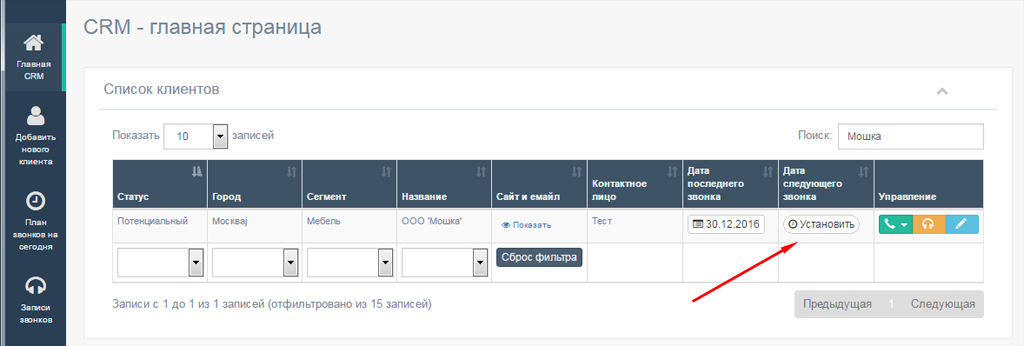 CRM - главная страница
Главная
CRM
Добавить
нового
клиента
План
звонков на
сегодня
Записи
звонков
Список клиентов
Показать 10 записей
Поиск: Мошка
Статус
Город
Сегмент
Название
Сайт и емайл
Контактное
лицо
Дата
последнего
звонка
Дата
следующего
звонка
Управление
Потенциальный Москваj Мебель ООО 'Мошка' Показать Тест 30.12.2016 Установить
Сброс фильтра
Записи с 1 до 1 из 1 записей (отфильтровано из 15 записей)
Предыдущая 1 Следующая